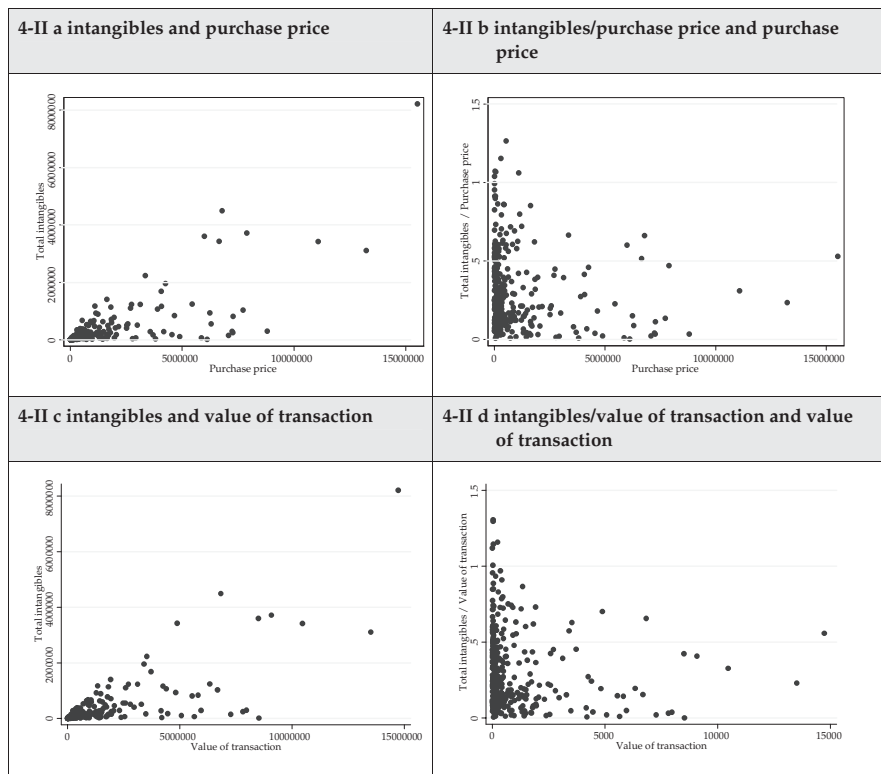 4-II a intangibles and purchase price
4-II b intangibles/purchase price and purchase
price
Total intangibles
8000000
6000000
4000000
2000000
0
0
5000000
10000000
15000000
Purchase price
Total intangibles / Purchase price
1.5
1
.5
0
0
5000000
10000000
15000000
Purchase price
4-II c intangibles and value of transaction
4-II d intangibles/value of transaction and value
of transaction
Total intangibles
8000000
6000000
4000000
2000000
0
0
5000000
10000000
15000000
Value of transaction
Total intangibles / Value of transaction
1.5
1
.5
0
0
5000
10000
15000
Value of transaction